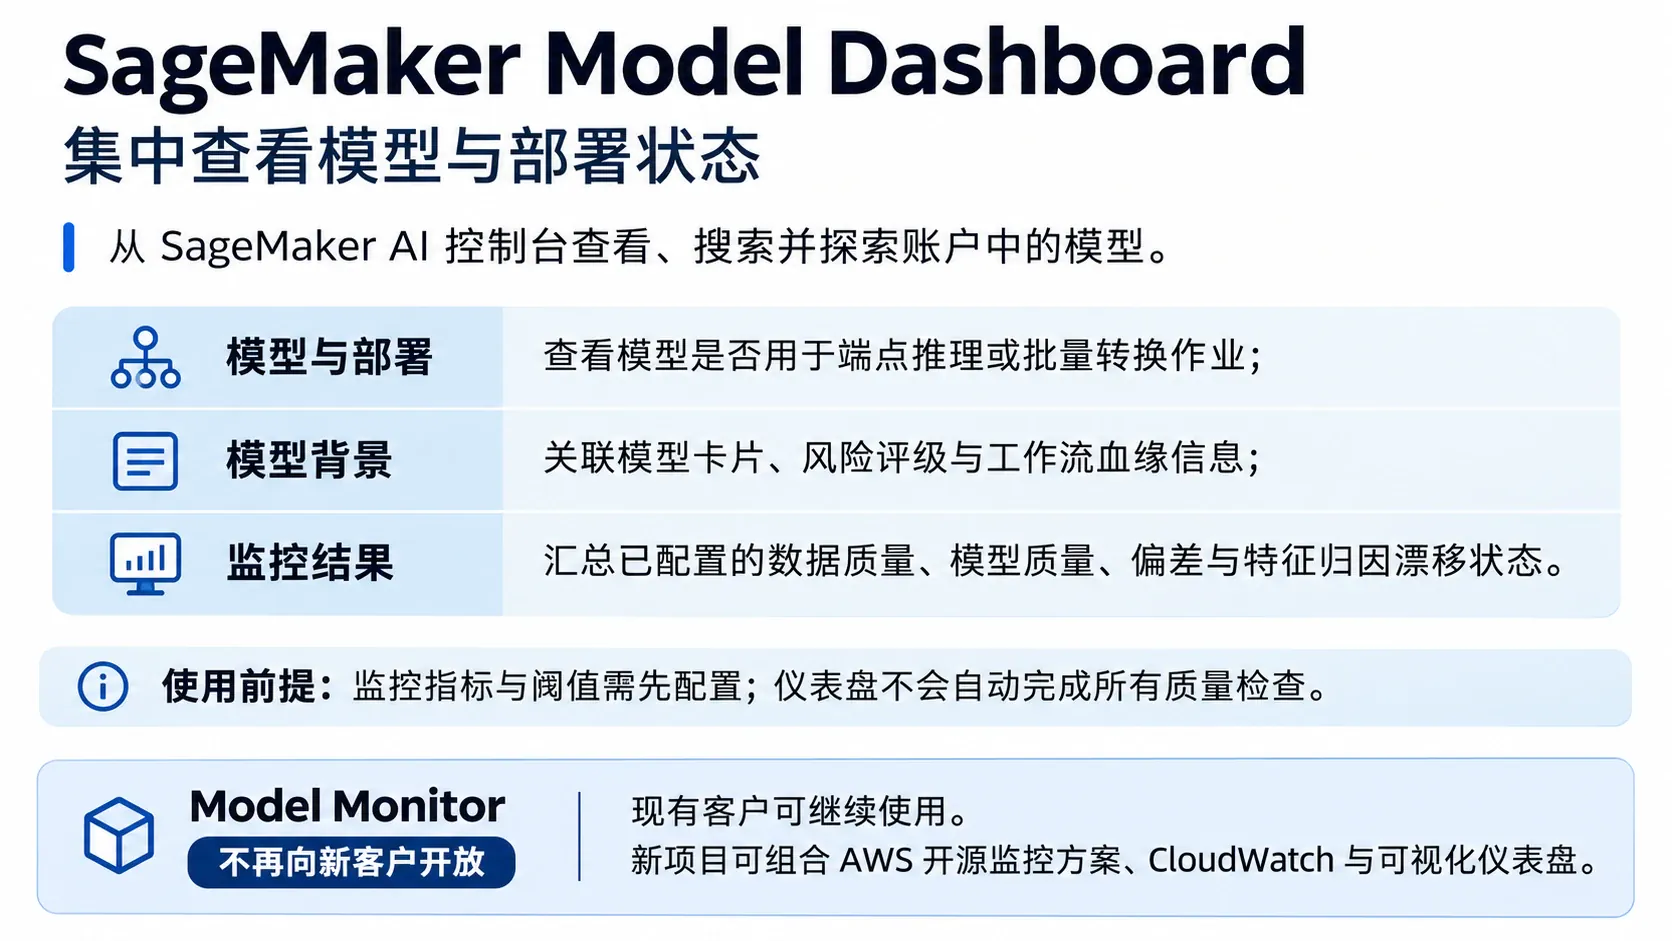 SageMaker Model Dashboard
集中查看模型与部署状态
从 SageMaker AI 控制台查看、搜索并探索账户中的模型。
模型与部署
查看模型是否用于端点推理或批量转换作业；
模型背景
关联模型卡片、风险评级与工作流血缘信息；
监控结果
汇总已配置的数据质量、模型质量、偏差与特征归因漂移状态。
使用前提：监控指标与阈值需先配置；仪表盘不会自动完成所有质量检查。
Model Monitor
不再向新客户开放
现有客户可继续使用。
新项目可组合 AWS 开源监控方案、CloudWatch 与可视化仪表盘。